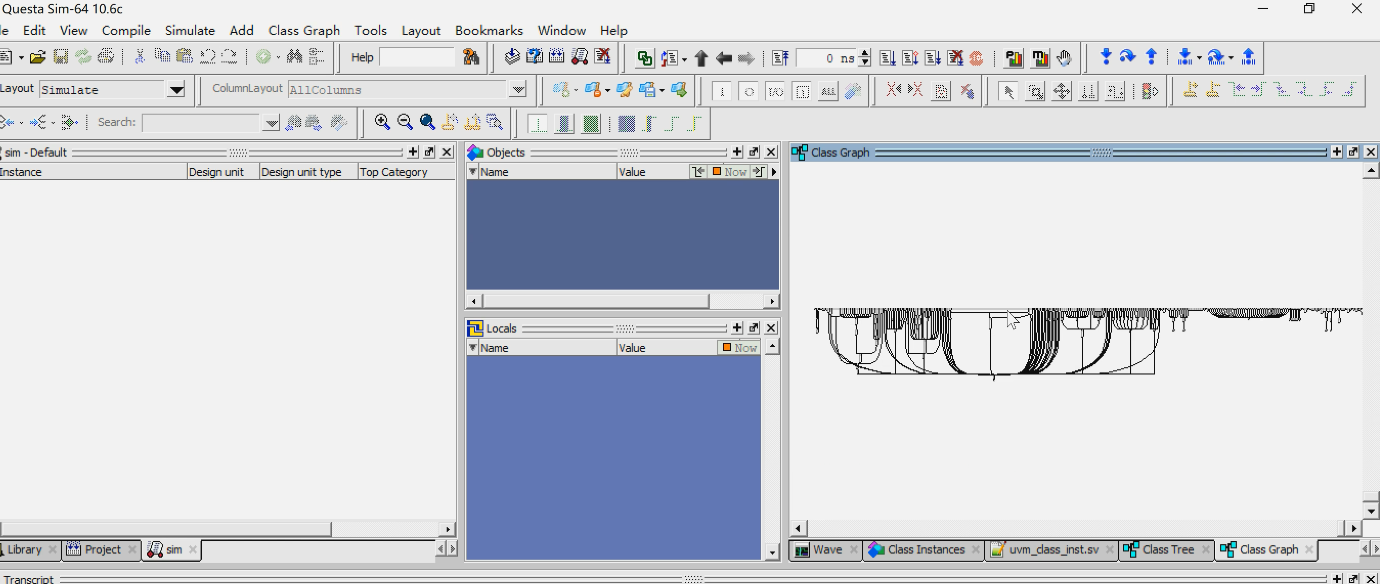 Questa Sim-64 10.6c
le Edit View Compile Simulate Add Class Graph Tools Layout Bookmarks Window Help
Help
0 ns
Layout Simulate
ColumnLayout AllColumns
Search:
sim - Default
Instance Design unit Design unit type Top Category
Objects
Name Value Now
Locals
Name Value Now
Class Graph
Library Project sim
Wave Class Instances uvm_class_inst.sv Class Tree Class Graph
Transcript